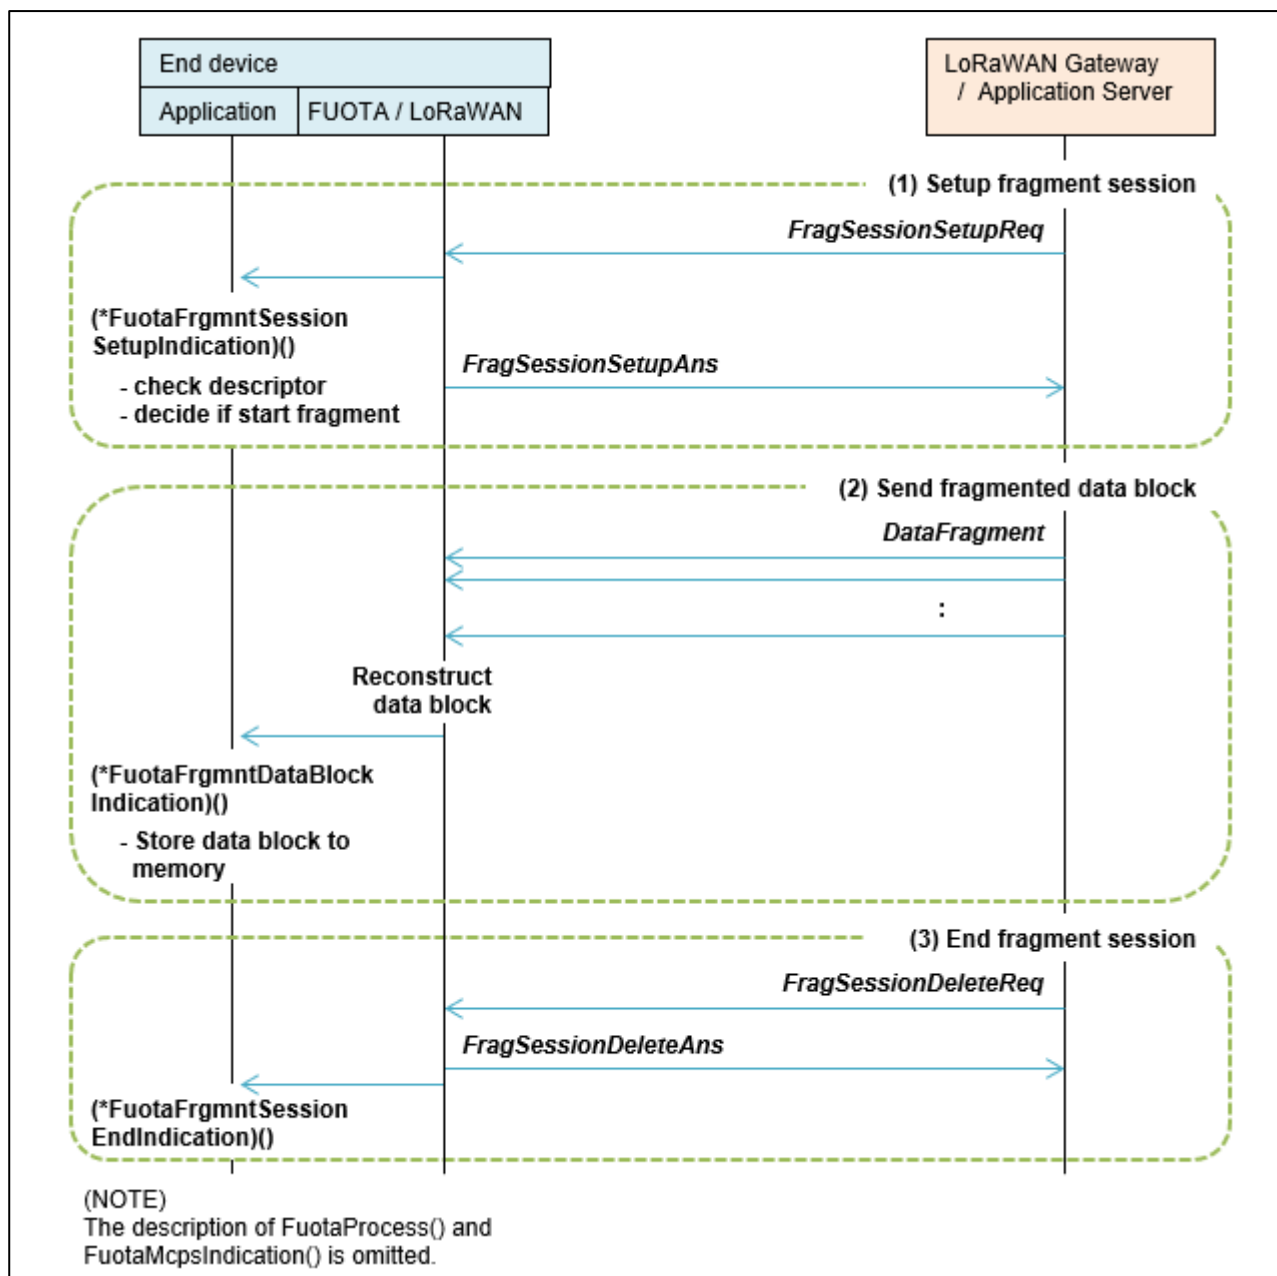 End device
LoRaWAN Gateway
/ Application Server
Application
FUOTA / LoRaWAN
(1) Setup fragment session
FragSessionSetupReq
(*FuotaFrgmntSession
SetupIndication)()
- check descriptor
- decide if start fragment
FragSessionSetupAns
(2) Send fragmented data block
DataFragment
:
Reconstruct
data block
(*FuotaFrgmntDataBlock
Indication)()
- Store data block to
memory
(3) End fragment session
FragSessionDeleteReq
FragSessionDeleteAns
(*FuotaFrgmntSession
EndIndication)()
(NOTE)
The description of FuotaProcess() and
FuotaMcpsIndication() is omitted.